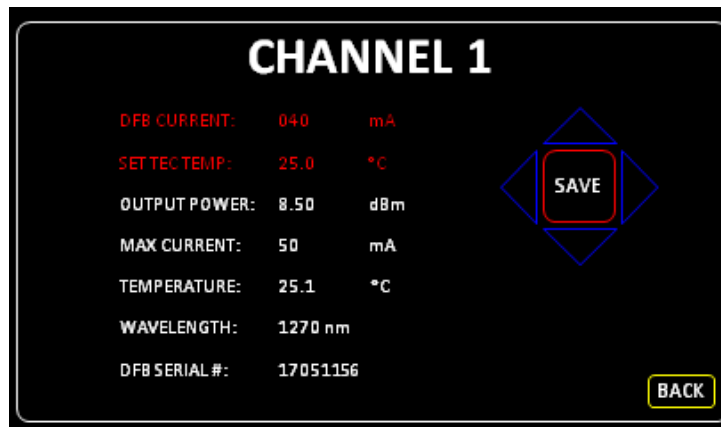 CHANNEL 1
DFB CURRENT: 040 mA
SET TEC TEMP: 25.0 °C
OUTPUT POWER: 8.50 dBm
MAX CURRENT: 50 mA
TEMPERATURE: 25.1 °C
WAVELENGTH: 1270 nm
DFB SERIAL #: 17051156
SAVE
BACK